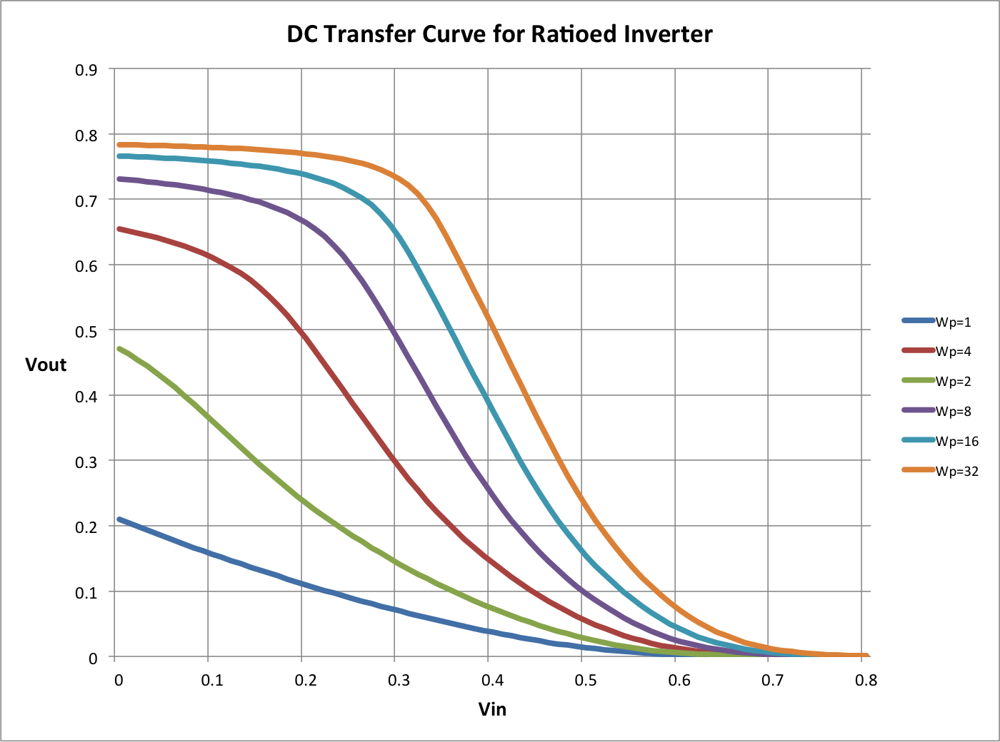 DC Transfer Curve for Ratioed Inverter
0.9
0.8
0.7
0.6
0.5
0.4
0.3
0.2
0.1
0
Vout
0 0.1 0.2 0.3 0.4 0.5 0.6 0.7 0.8
Vin
Wp=1
Wp=4
Wp=2
Wp=8
Wp=16
Wp=32